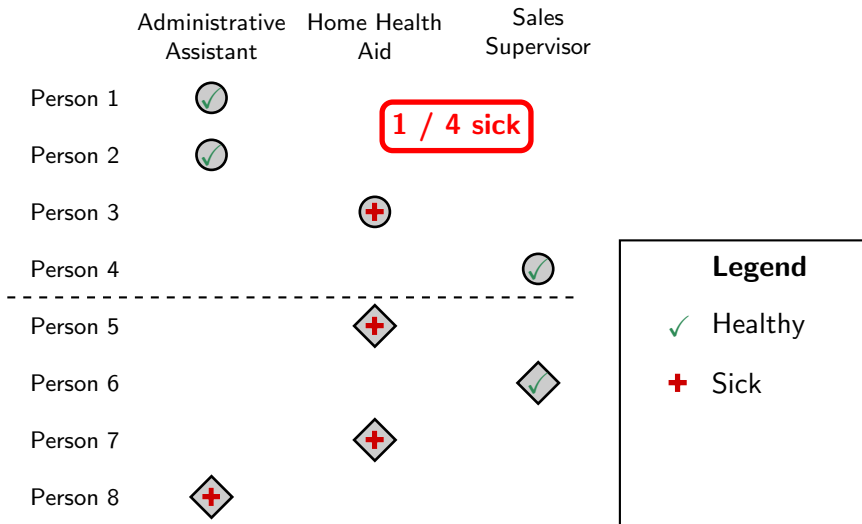 Administrative Assistant
Home Health Aid
Sales Supervisor
Person 1
1 / 4 sick
Person 2
Person 3
Person 4
Person 5
Person 6
Person 7
Person 8
Legend
Healthy
Sick